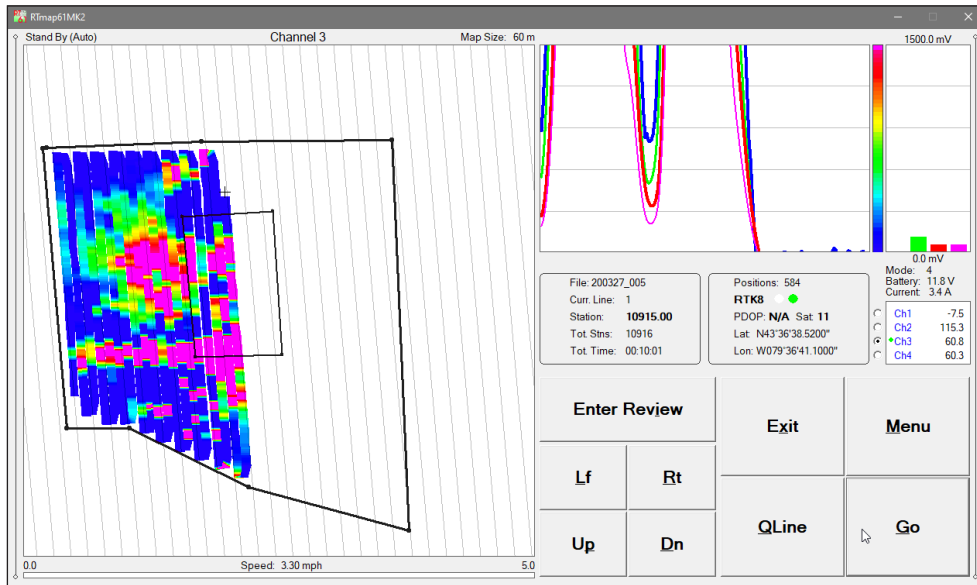 RTmap61MK2
Stand By (Auto) Channel 3 Map Size: 60 m
1500.0 mV
0.0 mV
Mode: 4
Battery: 11.8 V
Current: 3.4 A
File: 200327_005
Curr. Line: 1
Station: 10915.00
Tot. Stns: 10916
Tot. Time: 00:10:01
Positions: 584
RTK8
PDOP: N/A Sat: 11
Lat: N43°36'38.5200"
Lon: W079°36'41.1000"
Ch1 -7.5
Ch2 115.3
Ch3 60.8
Ch4 60.3
Enter Review
Exit
Menu
Lf
Rt
QLine
Go
Up
Dn
0.0 Speed: 3.30 mph 5.0